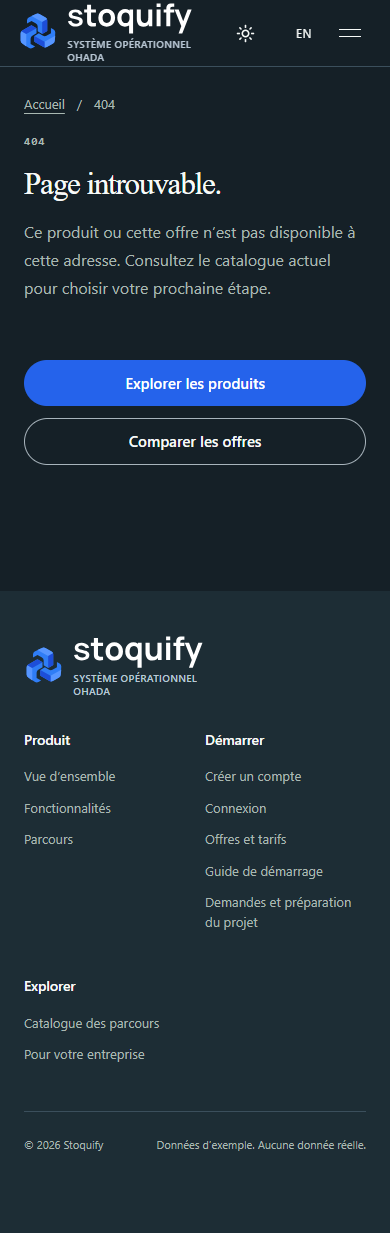 stoquify
SYSTÈME OPÉRATIONNEL
OHADA
EN
Accueil / 404
404
Page introuvable.
Ce produit ou cette offre n’est pas disponible à
cette adresse. Consultez le catalogue actuel
pour choisir votre prochaine étape.
Explorer les produits
Comparer les offres
stoquify
SYSTÈME OPÉRATIONNEL
OHADA
Produit
Vue d’ensemble
Fonctionnalités
Parcours
Démarrer
Créer un compte
Connexion
Offres et tarifs
Guide de démarrage
Demandes et préparation
du projet
Explorer
Catalogue des parcours
Pour votre entreprise
© 2026 Stoquify
Données d’exemple. Aucune donnée réelle.